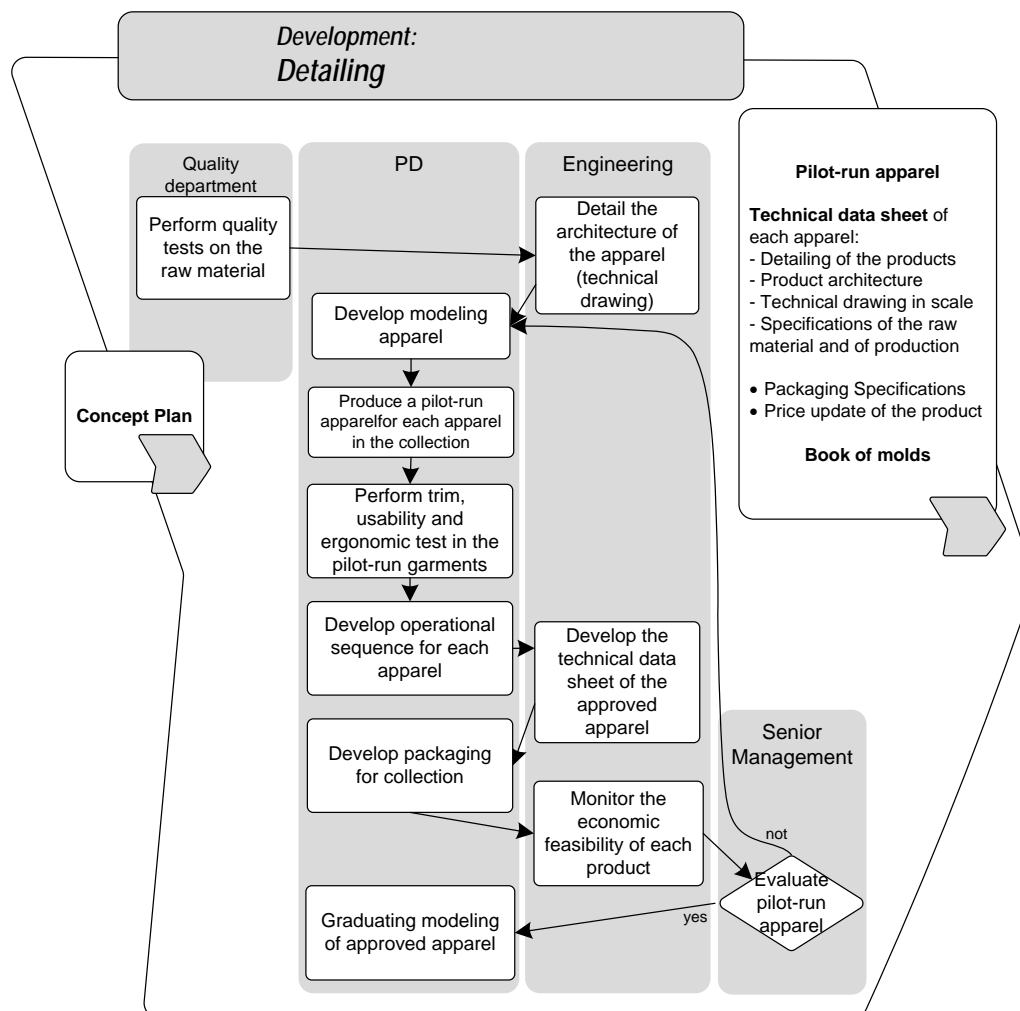 Development:
Detailing
Quality
department
PD
Engineering
Perform quality
tests on the
raw material
Detail the
architecture of
the apparel
(technical
drawing)
Develop modeling
apparel
Produce a pilot-run
apparelfor each apparel
in the collection
Perform trim,
usability and
ergonomic test in the
pilot-run garments
Develop operational
sequence for each
apparel
Develop the
technical data
sheet of the
approved
apparel
Develop packaging
for collection
Monitor the
economic
feasibility of each
product
Senior
Management
not
Evaluate
pilot-run
apparel
yes
Graduating modeling
of approved apparel
Concept Plan
Pilot-run apparel
Technical data sheet of
each apparel:
- Detailing of the products
- Product architecture
- Technical drawing in scale
- Specifications of the raw
material and of production
• Packaging Specifications
• Price update of the product
Book of molds